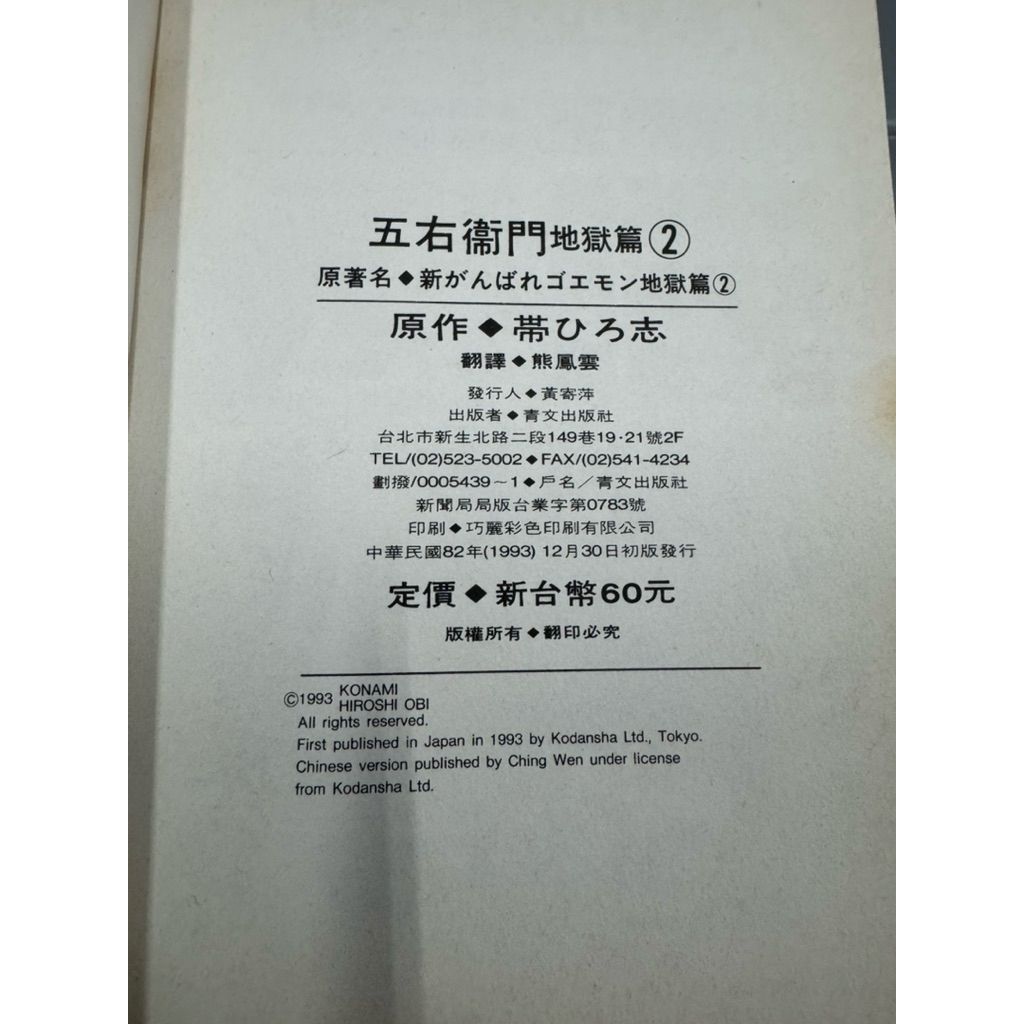 五右衞門地獄篇②
原著名◆新がんばれゴエモン地獄篇②
原作◆帯ひろ志
翻譯◆熊鳳雲
發行人◆黃寄萍
出版者◆青文出版社
台北市新生北路二段149巷19·21號2F
TEL/(02)523-5002◆FAX/(02)541-4234
劃撥/0005439～1◆戶名／青文出版社
新聞局局版台業字第0783號
印刷◆巧麗彩色印刷有限公司
中華民國82年(1993) 12月30日初版發行
定價◆新台幣60元
版權所有◆翻印必究
©1993 KONAMI
HIROSHI OBI
All rights reserved.
First published in Japan in 1993 by Kodansha Ltd., Tokyo.
Chinese version published by Ching Wen under license
from Kodansha Ltd.